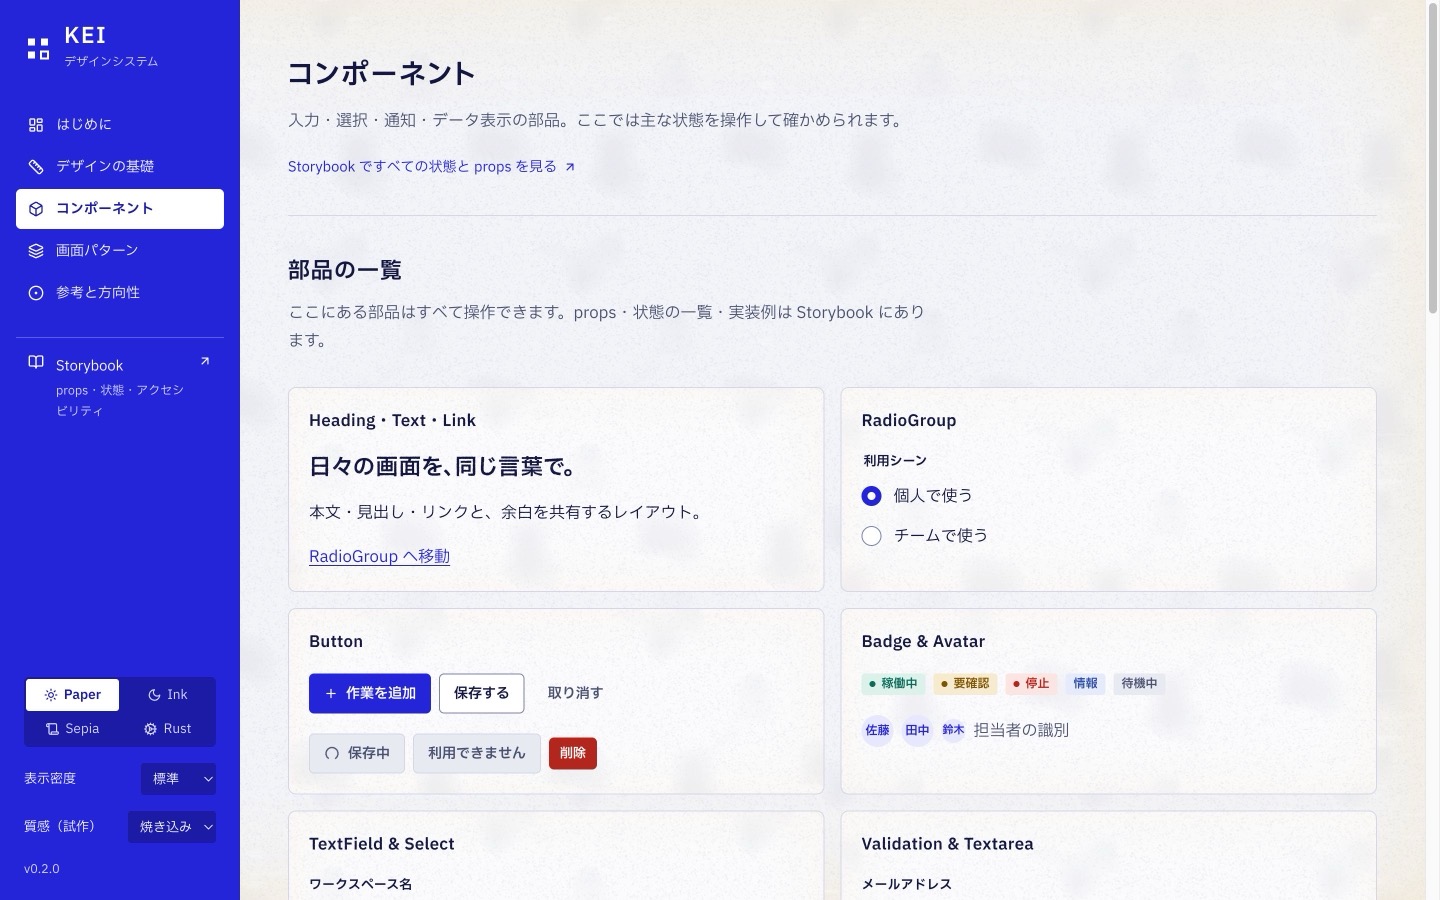 KEI
デザインシステム
はじめに
デザインの基礎
コンポーネント
画面パターン
参考と方向性
Storybook
props・状態・アクセシ
ビリティ
Paper
Ink
Sepia
Rust
表示密度
標準
質感（試作）
焼き込み
v0.2.0
コンポーネント
入力・選択・通知・データ表示の部品。ここでは主な状態を操作して確かめられます。
Storybook ですべての状態と props を見る
部品の一覧
ここにある部品はすべて操作できます。props・状態の一覧・実装例は Storybook にあり
ます。
Heading・Text・Link
日々の画面を、同じ言葉で。
本文・見出し・リンクと、余白を共有するレイアウト。
RadioGroup へ移動
RadioGroup
利用シーン
個人で使う
チームで使う
Button
作業を追加
保存する
取り消す
保存中
利用できません
削除
Badge & Avatar
稼働中
要確認
停止
情報
待機中
佐藤
田中
鈴木
担当者の識別
TextField & Select
ワークスペース名
Validation & Textarea
メールアドレス